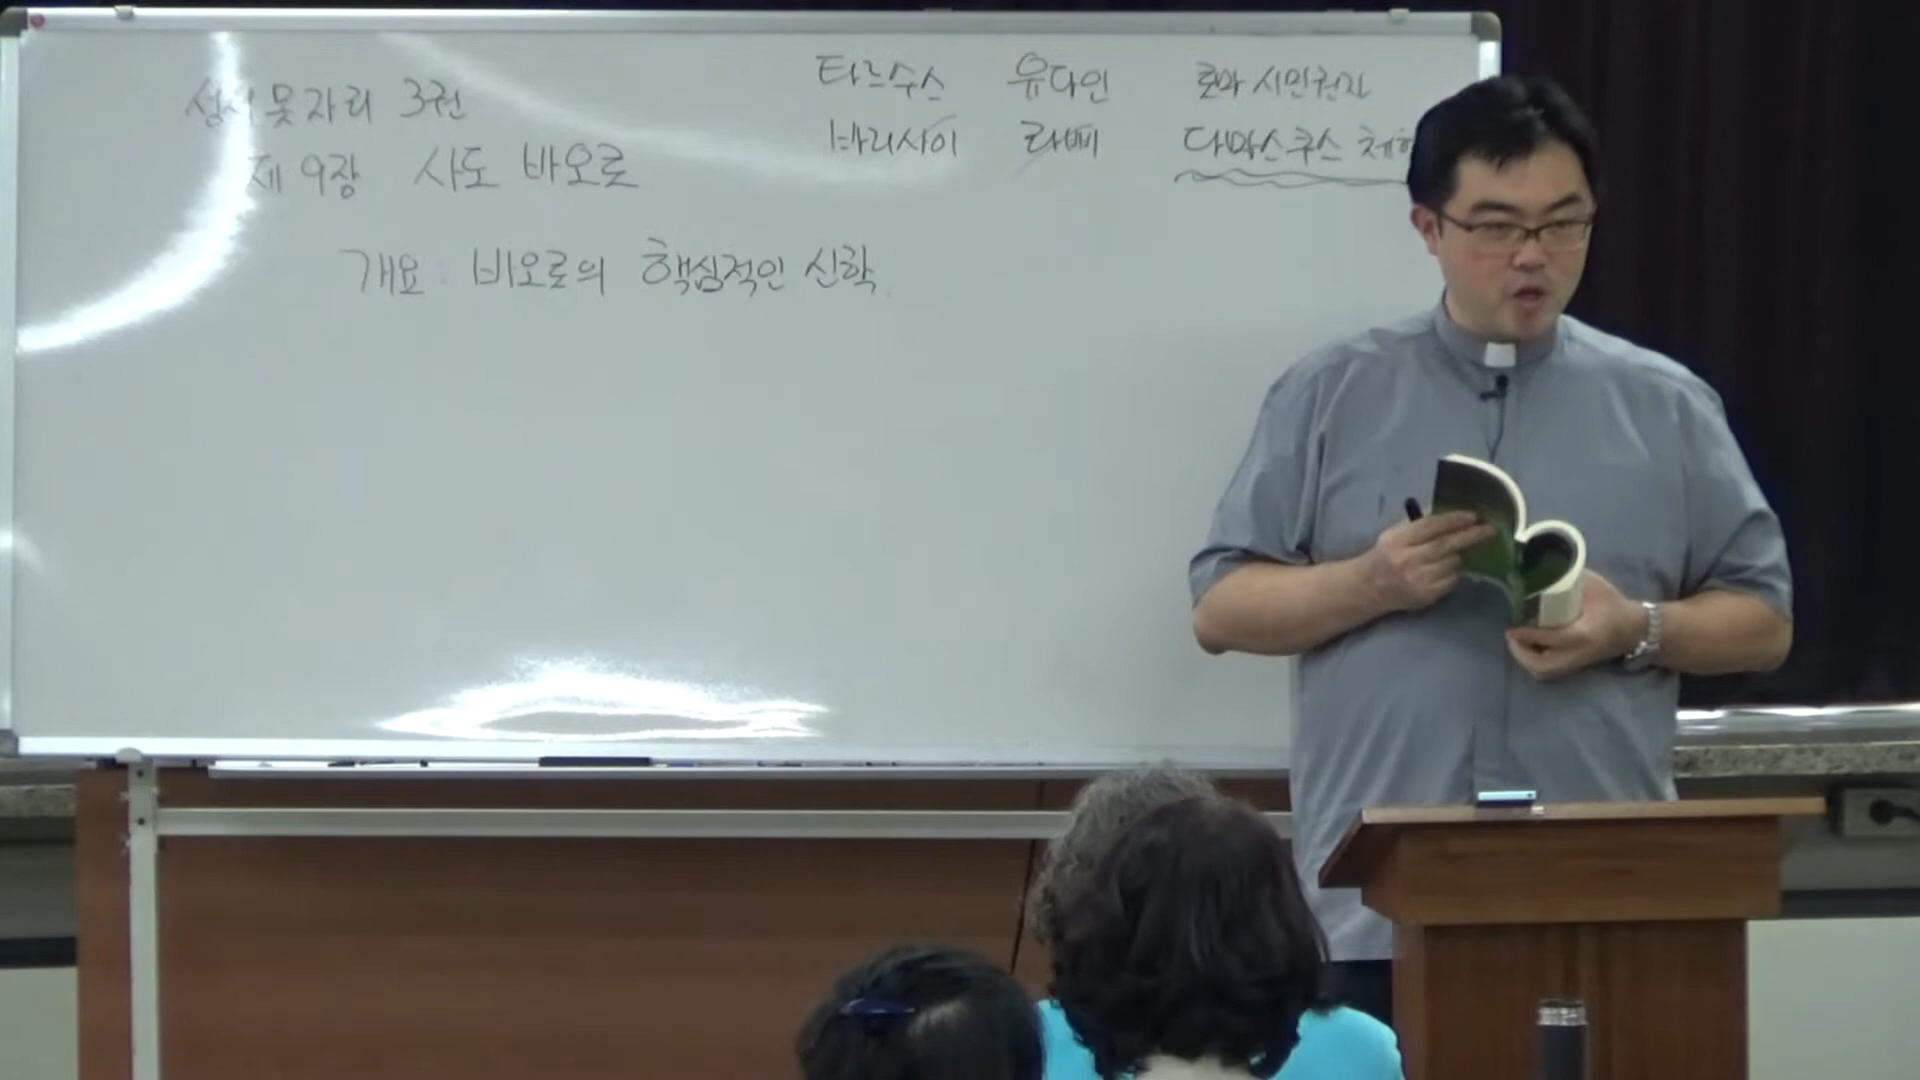 성서못자리 3권
제 9장 사도 바오로
개요: 바오로의 핵심적인 신학.
타르수스 유다인 로마 시민권자
바리사이 라삐 다마스쿠스